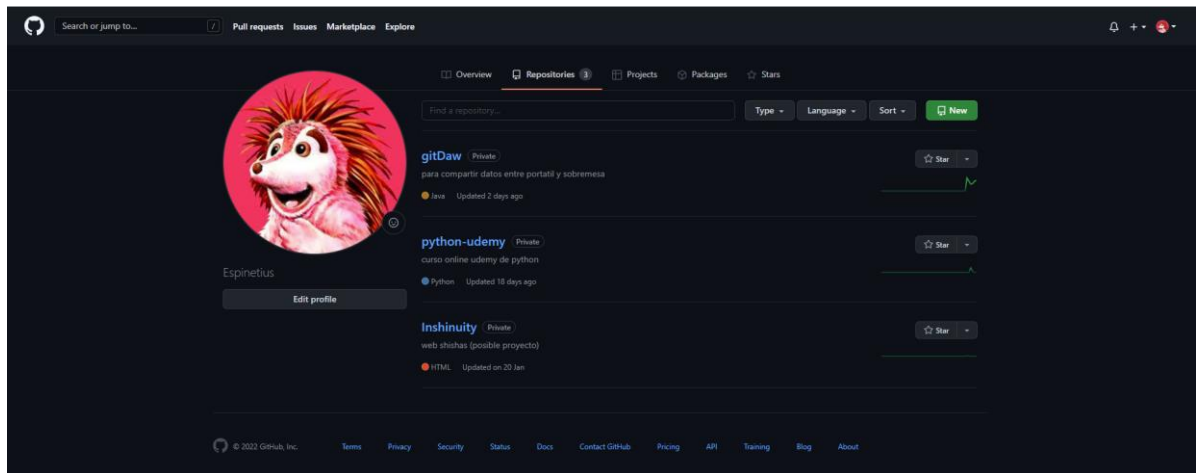 Search or jump to... / Pull requests Issues Marketplace Explore
Overview Repositories 3 Projects Packages Stars
Find a repository... Type Language Sort New
gitDaw Private Star
para compartir datos entre portatil y sobremesa
Java Updated 2 days ago
python-udemy Private Star
curso online udemy de python
Python Updated 18 days ago
Espinetius
Edit profile
Inshinuity Private Star
web shishas (posible proyecto)
HTML Updated on 20 Jan
© 2022 GitHub, Inc. Terms Privacy Security Status Docs Contact GitHub Pricing API Training Blog About